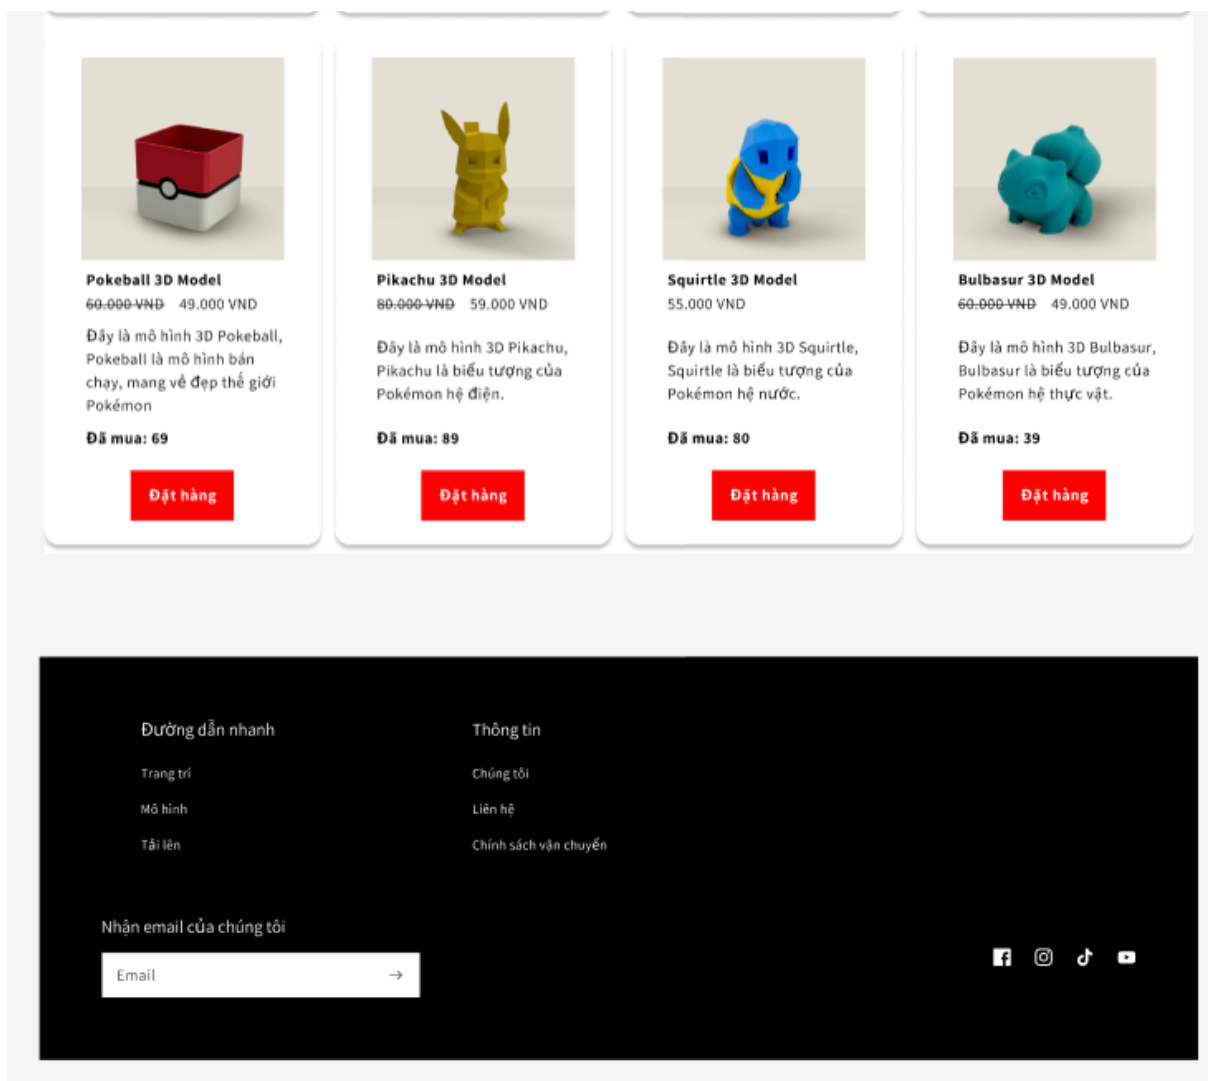 Pokeball 3D Model
60.000 VND 49.000 VND
Đây là mô hình 3D Pokeball,
Pokeball là mô hình bán
chạy, mang vẻ đẹp thế giới
Pokémon
Đã mua: 69
Đặt hàng
Pikachu 3D Model
80.000 VND 59.000 VND
Đây là mô hình 3D Pikachu,
Pikachu là biểu tượng của
Pokémon hệ điện.
Đã mua: 89
Đặt hàng
Squirtle 3D Model
55.000 VND
Đây là mô hình 3D Squirtle,
Squirtle là biểu tượng của
Pokémon hệ nước.
Đã mua: 80
Đặt hàng
Bulbasur 3D Model
60.000 VND 49.000 VND
Đây là mô hình 3D Bulbasur,
Bulbasur là biểu tượng của
Pokémon hệ thực vật.
Đã mua: 39
Đặt hàng
Đường dẫn nhanh
Trang trí
Mô hình
Tải lên
Thông tin
Chúng tôi
Liên hệ
Chính sách vận chuyển
Nhận email của chúng tôi
Email